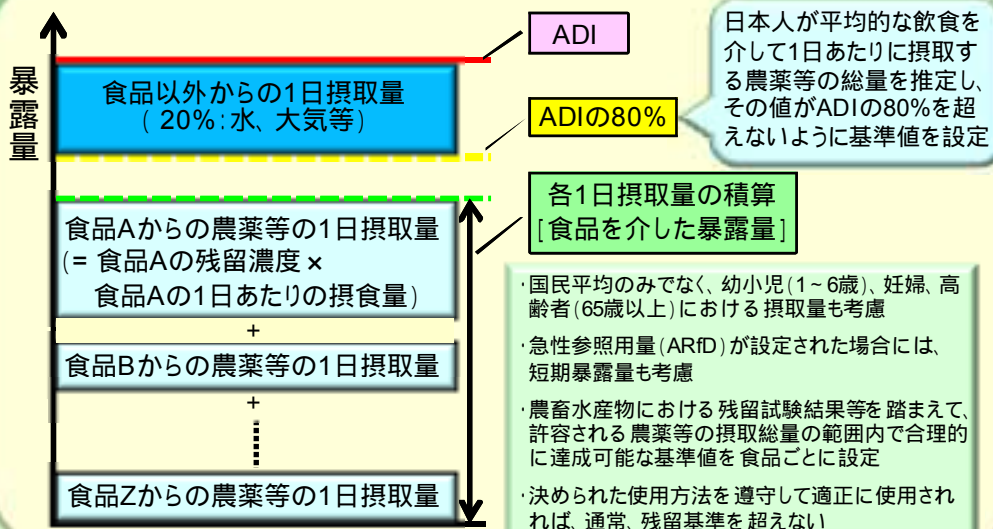 暴露量
ADI
食品以外からの1日摂取量
( 20%:水、大気等)
ADIの80%
日本人が平均的な飲食を
介して1日あたりに摂取す
る農薬等の総量を推定し、
その値がADIの80%を超
えないように基準値を設定
各1日摂取量の積算
[食品を介した暴露量]
食品Aからの農薬等の1日摂取量
(= 食品Aの残留濃度 ×
食品Aの1日あたりの摂食量)
+
食品Bからの農薬等の1日摂取量
+
食品Zからの農薬等の1日摂取量
・国民平均のみでなく、幼小児(1~6歳)、妊婦、高
齢者(65歳以上)における摂取量も考慮
・急性参照用量(ARfD)が設定された場合には、
短期暴露量も考慮
・農畜水産物における残留試験結果等を踏まえて、
許容される農薬等の摂取総量の範囲内で合理的
に達成可能な基準値を食品ごとに設定
・決められた使用方法を遵守して適正に使用され
れば、通常、残留基準を超えない